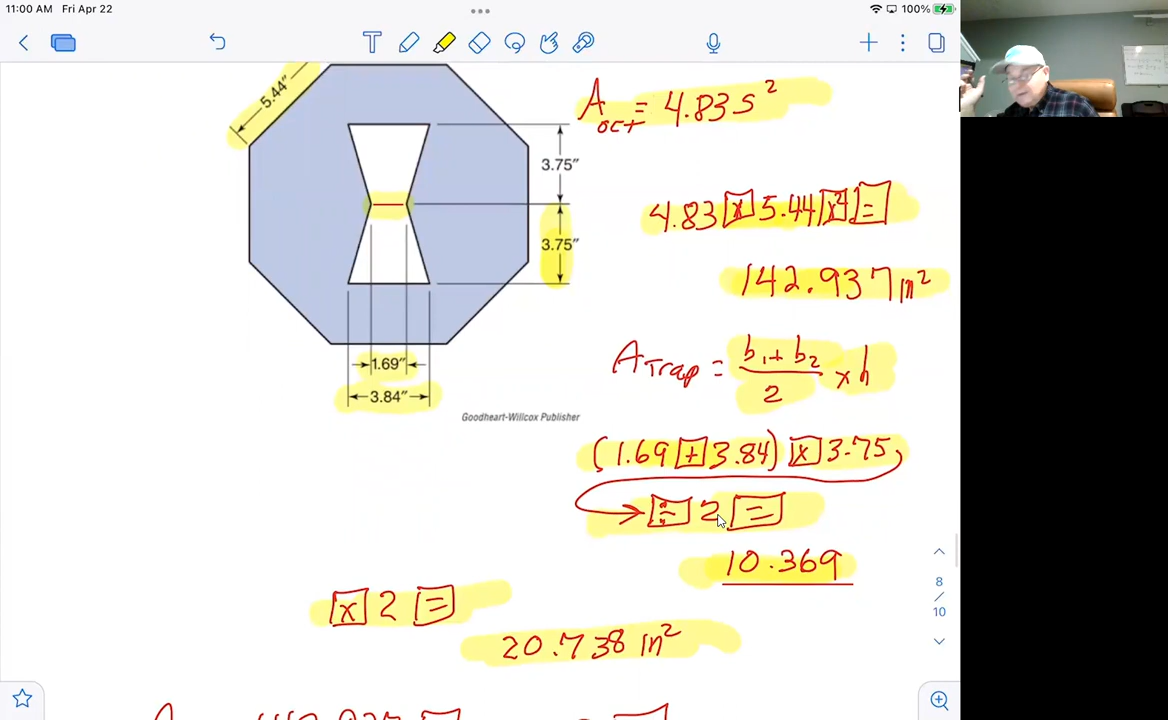 11:00 AM Fri Apr 22
100%
T
5.44"
A oct = 4.83 s²
3.75"
4.83 [x] 5.44 [x²] [=]
3.75"
142.937 in²
A Trap = b₁ + b₂ / 2 x h
1.69"
3.84"
Goodheart-Willcox Publisher
(1.69 [+] 3.84) [x] 3.75
[÷] 2 [=]
10.369
8
/
10
[x] 2 [=]
20.738 in²